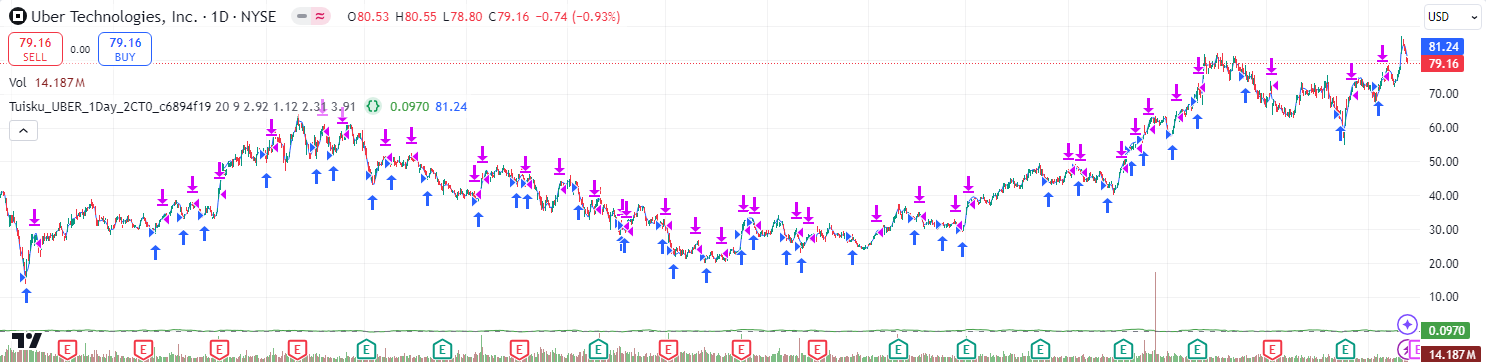 Uber Technologies, Inc. · 1D · NYSE O80.53 H80.55 L78.80 C79.16 −0.74 (−0.93%)
USD
79.16
SELL
0.00
79.16
BUY
81.24
79.16
Vol 14.187M
Tuisku_UBER_1Day_2CT0_c6894f19 20 9 2.92 1.12 2.31 3.91 {} 0.0970 81.24
70.00
60.00
50.00
40.00
30.00
20.00
10.00
0.0970
E E E E E E E E E E E E E E E E E E E
14.187M